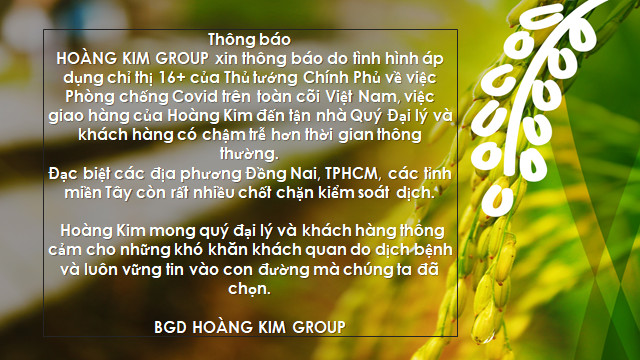 Thông báo
HOÀNG KIM GROUP xin thông báo do tình hình áp
dụng chỉ thị 16+ của Thủ tướng Chính Phủ về việc
Phòng chống Covid trên toàn cõi Việt Nam, việc
giao hàng của Hoàng Kim đến tận nhà Quý Đại lý và
khách hàng có chậm trễ hơn thời gian thông
thường.
Đặc biệt các địa phương Đồng Nai, TPHCM, các tỉnh
miền Tây còn rất nhiều chốt chặn kiểm soát dịch.
Hoàng Kim mong quý đại lý và khách hàng thông
cảm cho những khó khăn khách quan do dịch bệnh
và luôn vững tin vào con đường mà chúng ta đã
chọn.
BGD HOÀNG KIM GROUP